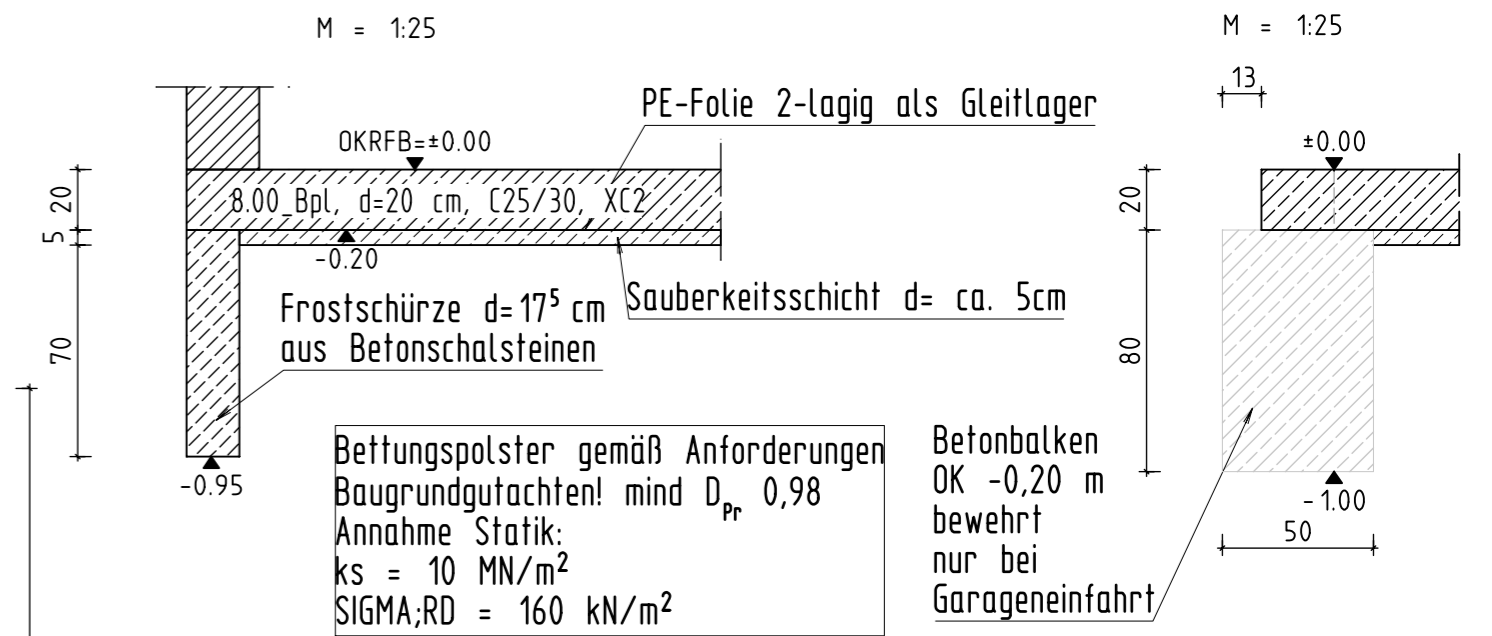 M = 1:25
M = 1:25
13
PE-Folie 2-lagig als Gleitlager
OKRFB=±0.00
±0.00
20
8.00_Bpl, d=20 cm, C25/30, XC2
20
5
-0.20
Frostschürze d=17⁵ cm
aus Betonschalsteinen
Sauberkeitsschicht d= ca. 5cm
70
80
-0.95
Bettungspolster gemäß Anforderungen
Baugrundgutachten! mind D_Pr 0,98
Annahme Statik:
ks = 10 MN/m²
SIGMA;RD = 160 kN/m²
Betonbalken
OK -0,20 m
bewehrt
nur bei
Garageneinfahrt
-1.00
50